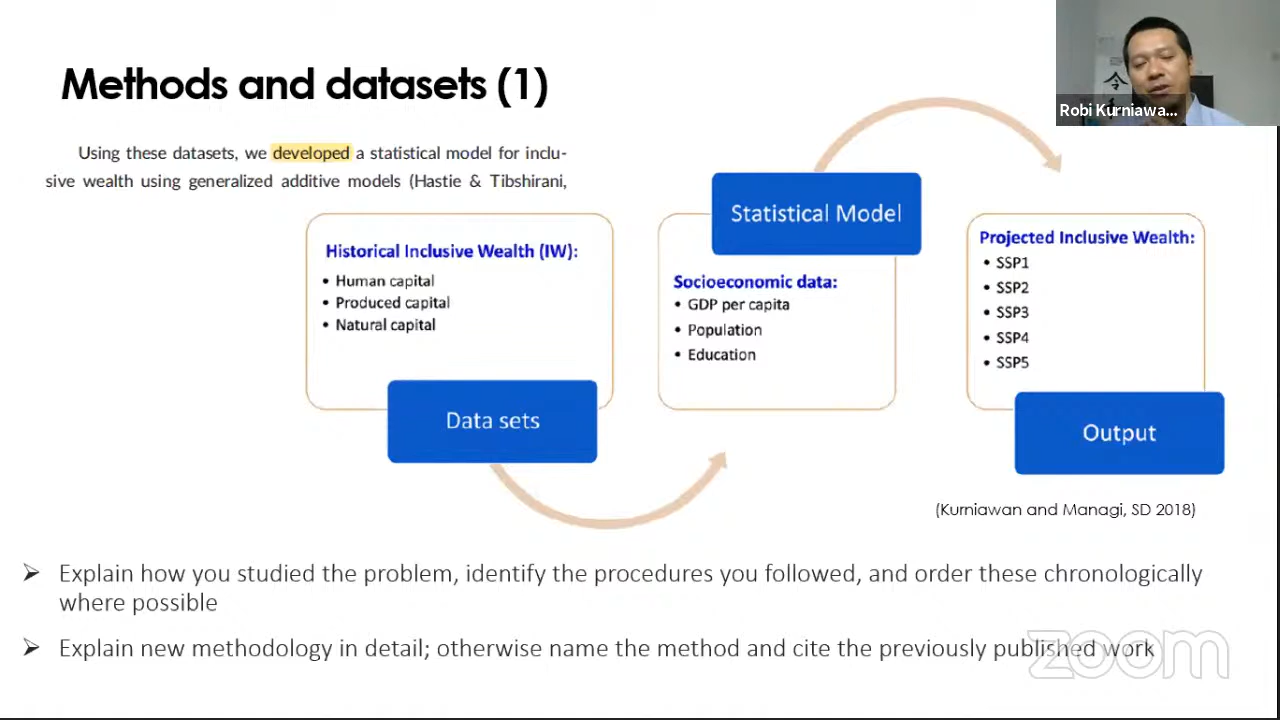 Methods and datasets (1)
Robi Kurniawa...
Using these datasets, we developed a statistical model for inclu-
sive wealth using generalized additive models (Hastie & Tibshirani,
Historical Inclusive Wealth (IW):
• Human capital
• Produced capital
• Natural capital
Data sets
Statistical Model
Socioeconomic data:
• GDP per capita
• Population
• Education
Projected Inclusive Wealth:
• SSP1
• SSP2
• SSP3
• SSP4
• SSP5
Output
(Kurniawan and Managi, SD 2018)
➢ Explain how you studied the problem, identify the procedures you followed, and order these chronologically
where possible
➢ Explain new methodology in detail; otherwise name the method and cite the previously published work
zoom